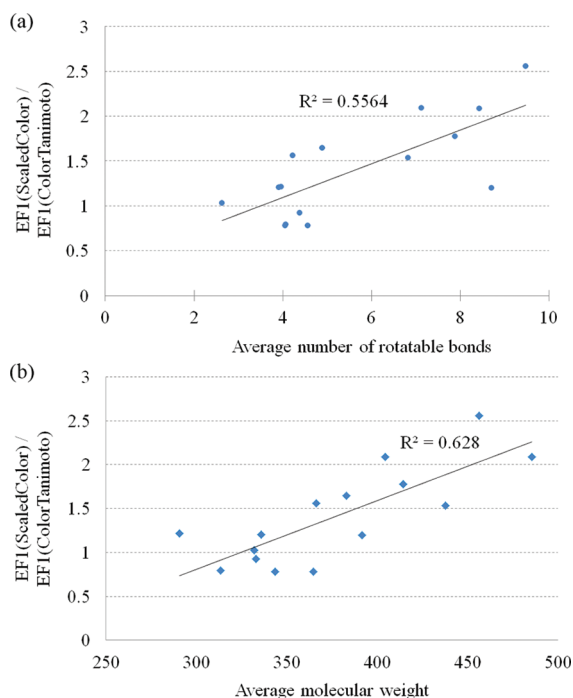 (a)
EF1(ScaledColor) /
EF1(ColorTanimoto)
3
2.5
2
1.5
1
0.5
0
R² = 0.5564
0 2 4 6 8 10
Average number of rotatable bonds
(b)
EF1(ScaledColor) /
EF1(ColorTanimoto)
3
2.5
2
1.5
1
0.5
0
R² = 0.628
250 300 350 400 450 500
Average molecular weight